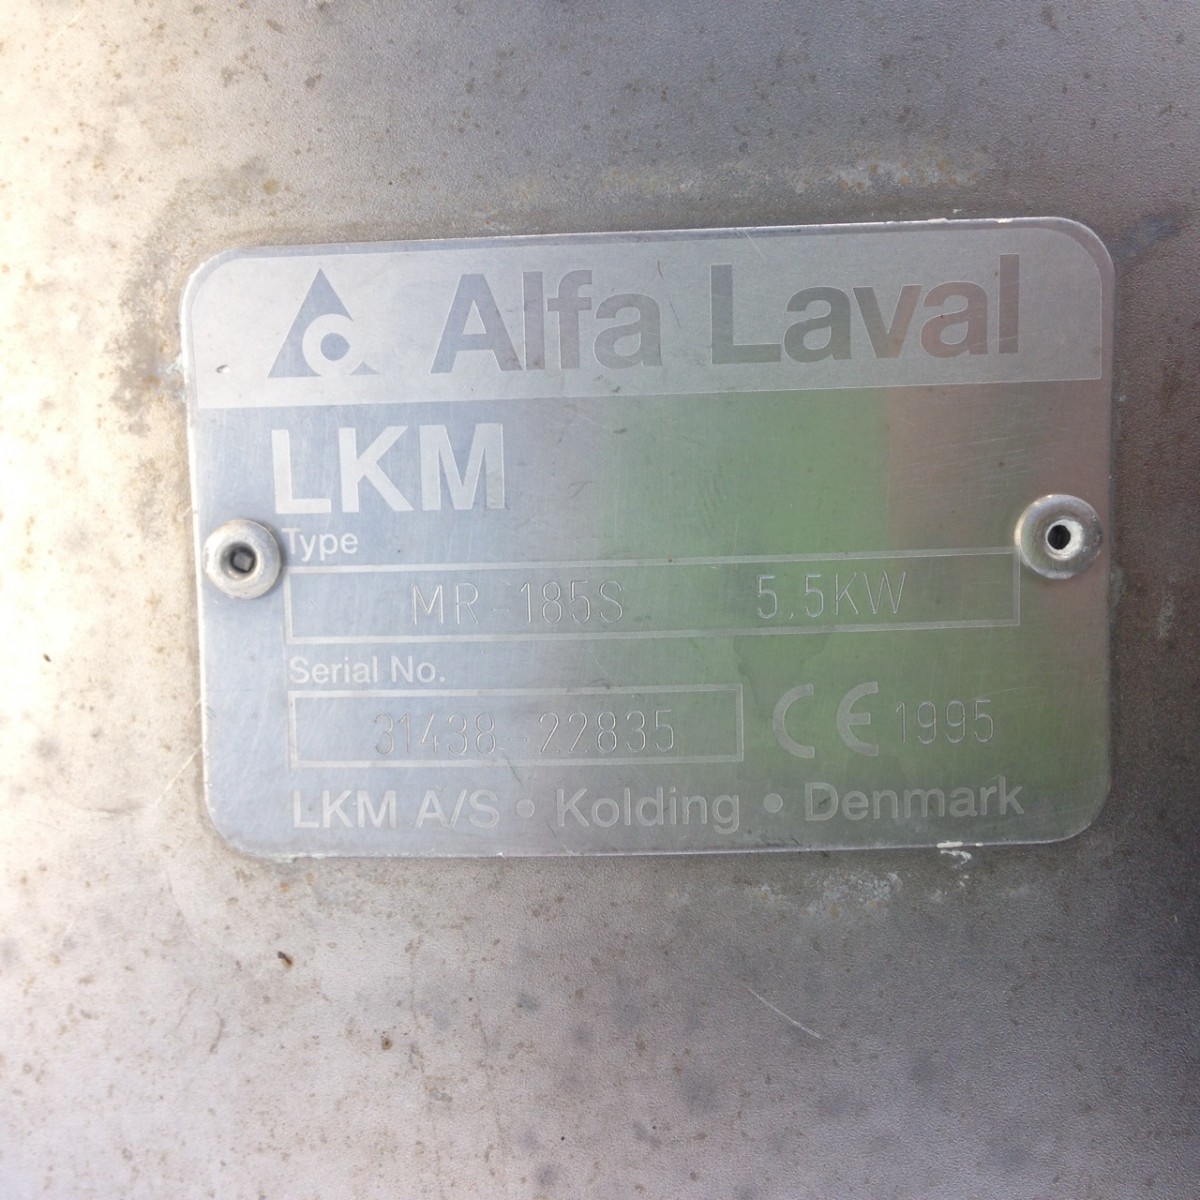 Alfa Laval
LKM
Type
MR-185S 5.5KW
Serial No.
31438-22835 CE 1995
LKM A/S • Kolding • Denmark